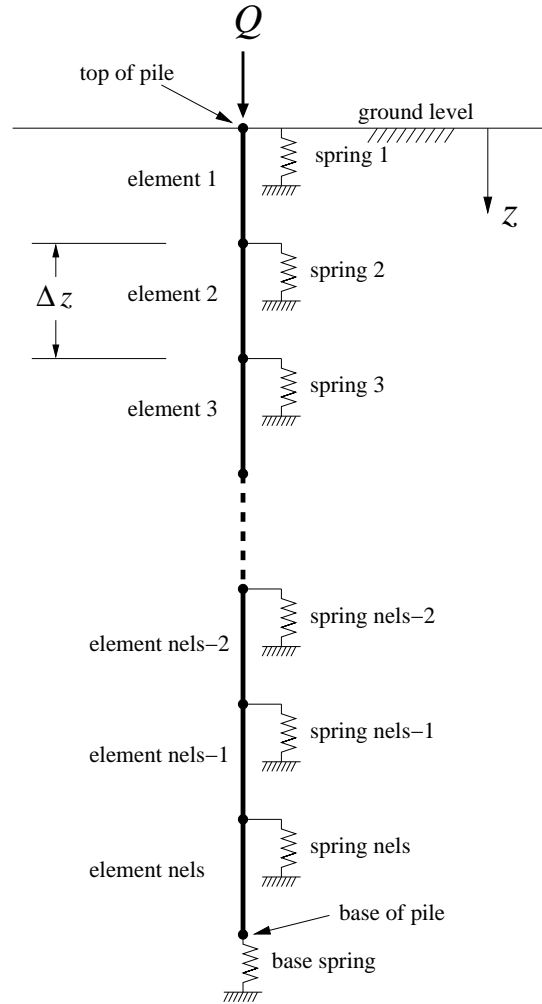 Q
top of pile
ground level
spring 1
element 1
z
spring 2
Δ z
element 2
spring 3
element 3
spring nels−2
element nels−2
spring nels−1
element nels−1
spring nels
element nels
base of pile
base spring